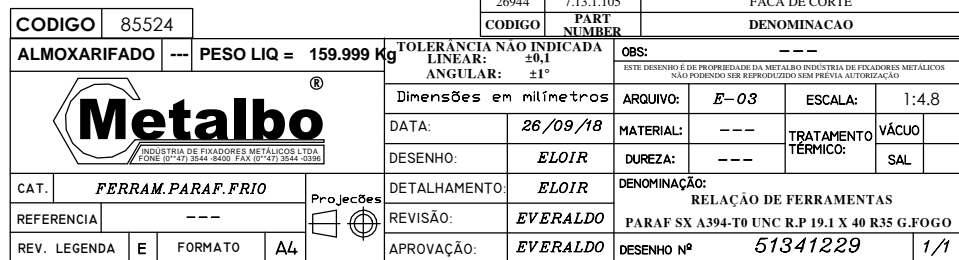 26944 7.13.1.105 FACA DE CORTE
CODIGO PART NUMBER DENOMINACAO
CODIGO 85524
ALMOXARIFADO --- PESO LIQ = 159.999 Kg
Metalbo ®
INDÚSTRIA DE FIXADORES METÁLICOS LTDA
FONE (0**47) 3544 -8400 FAX (0**47) 3544 -0396
CAT. FERRAM.PARAF.FRIO
REFERENCIA ---
REV. LEGENDA E FORMATO A4
Projecões
TOLERÂNCIA NÃO INDICADA
LINEAR: ±0,1
ANGULAR: ±1°
Dimensões em milímetros
DATA: 26/09/18
DESENHO: ELOIR
DETALHAMENTO: ELOIR
REVISÃO: EVERALDO
APROVAÇÃO: EVERALDO
OBS: ---
ESTE DESENHO É DE PROPRIEDADE DA METALBO INDÚSTRIA DE FIXADORES METÁLICOS
NÃO PODENDO SER REPRODUZIDO SEM PRÉVIA AUTORIZAÇÃO
ARQUIVO: E-03 ESCALA: 1:4.8
MATERIAL: --- TRATAMENTO TÉRMICO: VÁCUO
DUREZA: --- SAL
DENOMINAÇÃO:
RELAÇÃO DE FERRAMENTAS
PARAF SX A394-T0 UNC R.P 19.1 X 40 R35 G.FOGO
DESENHO Nº 51341229 1/1